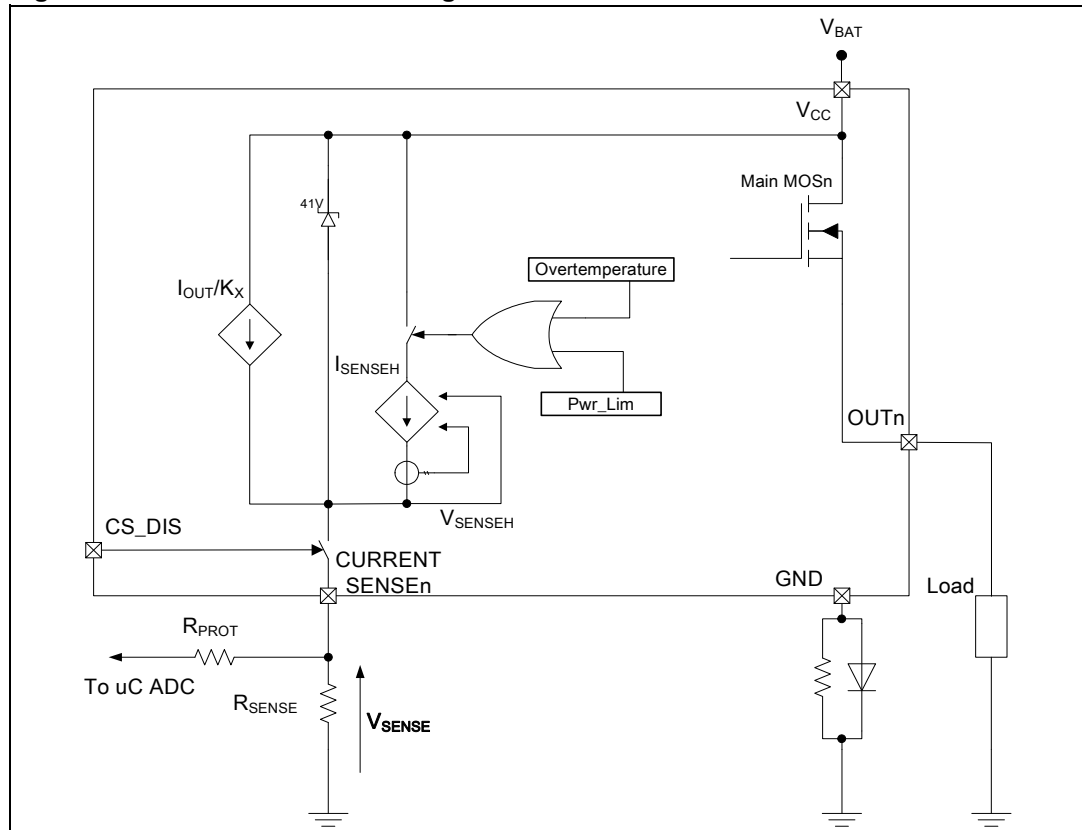 V_BAT
V_CC
Main MOSn
41V
Overtemperature
I_OUT/K_X
I_SENSEH
Pwr_Lim
OUTn
V_SENSEH
CS_DIS
CURRENT
SENSEn
GND
Load
R_PROT
To uC ADC
R_SENSE
V_SENSE